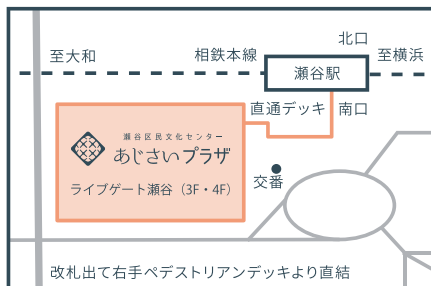 北口
至大和
相鉄本線
至横浜
瀬谷駅
直通デッキ
南口
瀬谷区民文化センター
あじさいプラザ
ライブゲート瀬谷（3F・4F）
交番
改札出て右手ペデストリアンデッキより直結